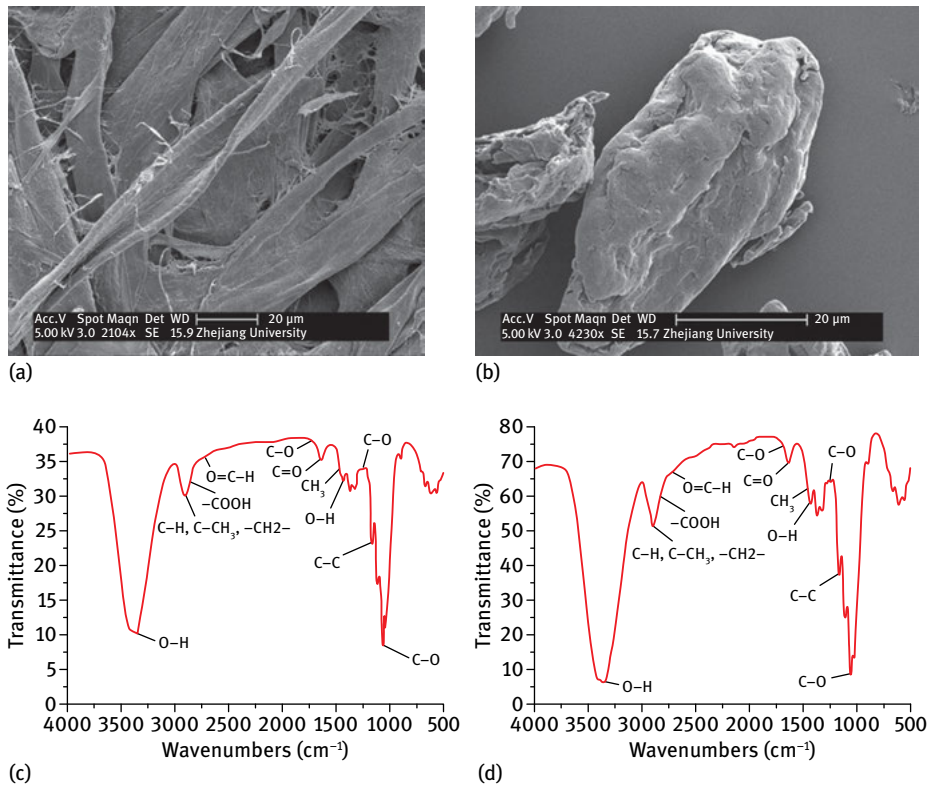 Acc.V Spot Maqn Det WD 20 µm
5.00 kV 3.0 2104x SE 15.9 Zhejiang University
(a)
Acc.V Spot Maqn Det WD 20 µm
5.00 kV 3.0 4230x SE 15.7 Zhejiang University
(b)
Transmittance (%)
40
35
30
25
20
15
10
5
0
4000 3500 3000 2500 2000 1500 1000 500
Wavenumbers (cm⁻¹)
O–H
C–H, C–CH₃, –CH2–
–COOH
O=C–H
C–O
C=O
CH₃
O–H
C–O
C–C
C–O
(c)
Transmittance (%)
80
70
60
50
40
30
20
10
0
4000 3500 3000 2500 2000 1500 1000 500
Wavenumbers (cm⁻¹)
O–H
C–H, C–CH₃, –CH2–
–COOH
O=C–H
C–O
C=O
CH₃
O–H
C–O
C–C
C–O
(d)